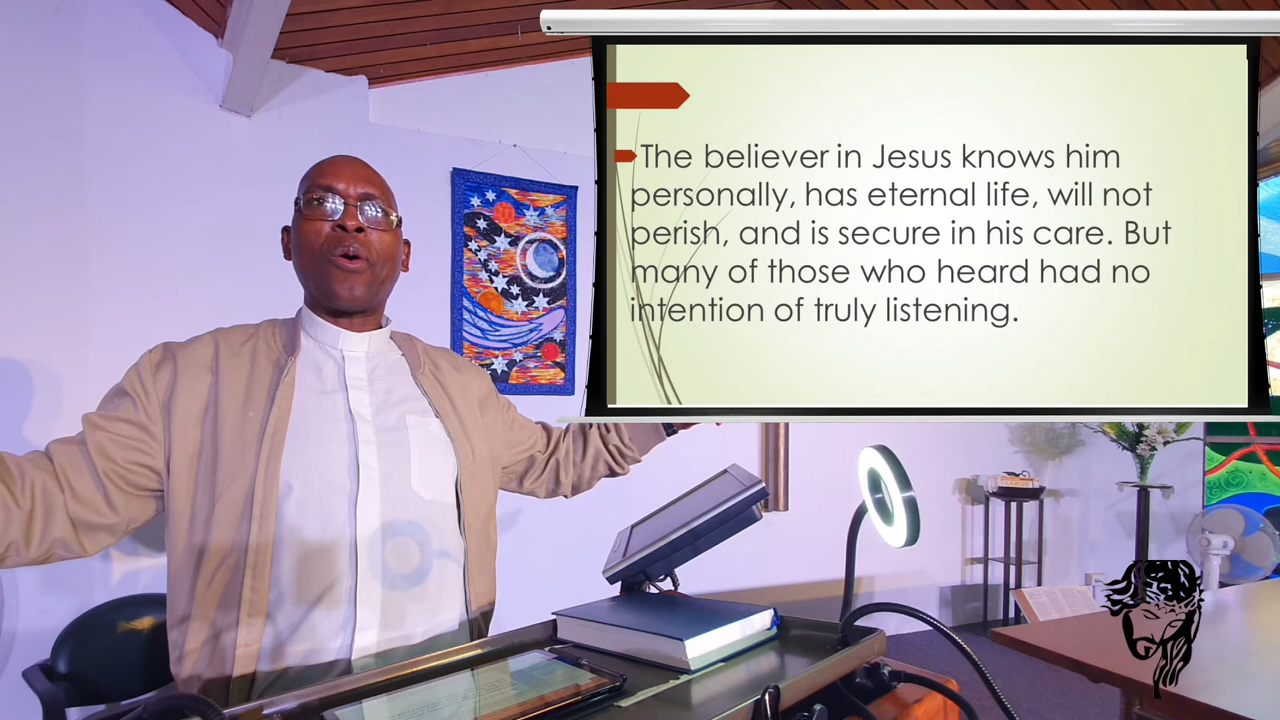 The believer in Jesus knows him
personally, has eternal life, will not
perish, and is secure in his care. But
many of those who heard had no
intention of truly listening.